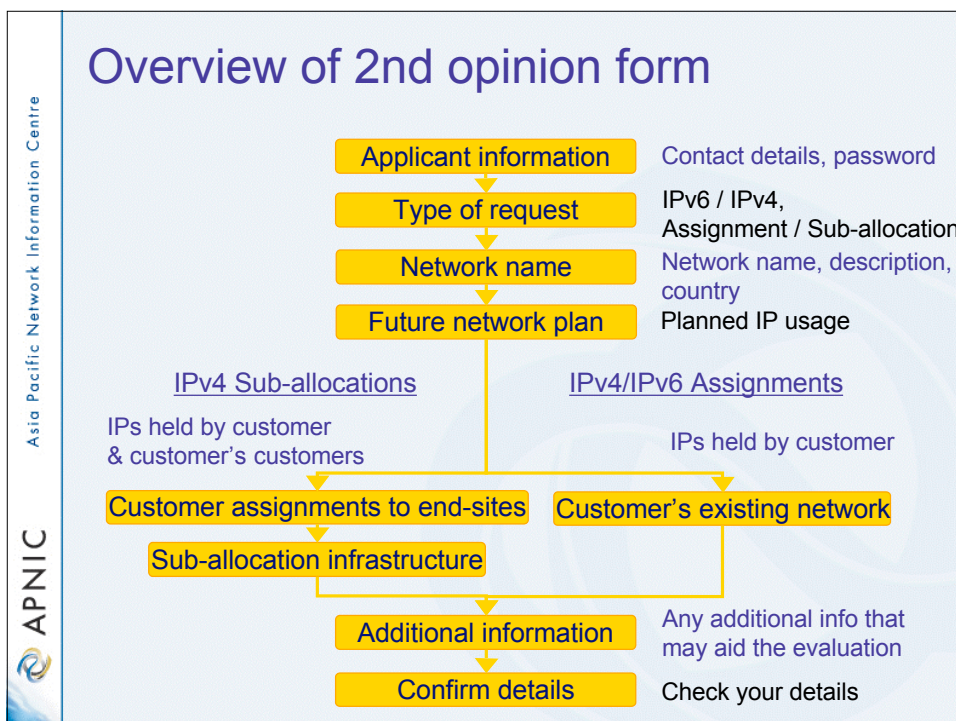 Overview of 2nd opinion form
Asia Pacific Network Information Centre
APNIC
Applicant information
Contact details, password
Type of request
IPv6 / IPv4,
Assignment / Sub-allocation
Network name
Network name, description,
country
Future network plan
Planned IP usage
IPv4 Sub-allocations
IPv4/IPv6 Assignments
IPs held by customer
& customer's customers
IPs held by customer
Customer assignments to end-sites
Customer's existing network
Sub-allocation infrastructure
Additional information
Any additional info that
may aid the evaluation
Confirm details
Check your details